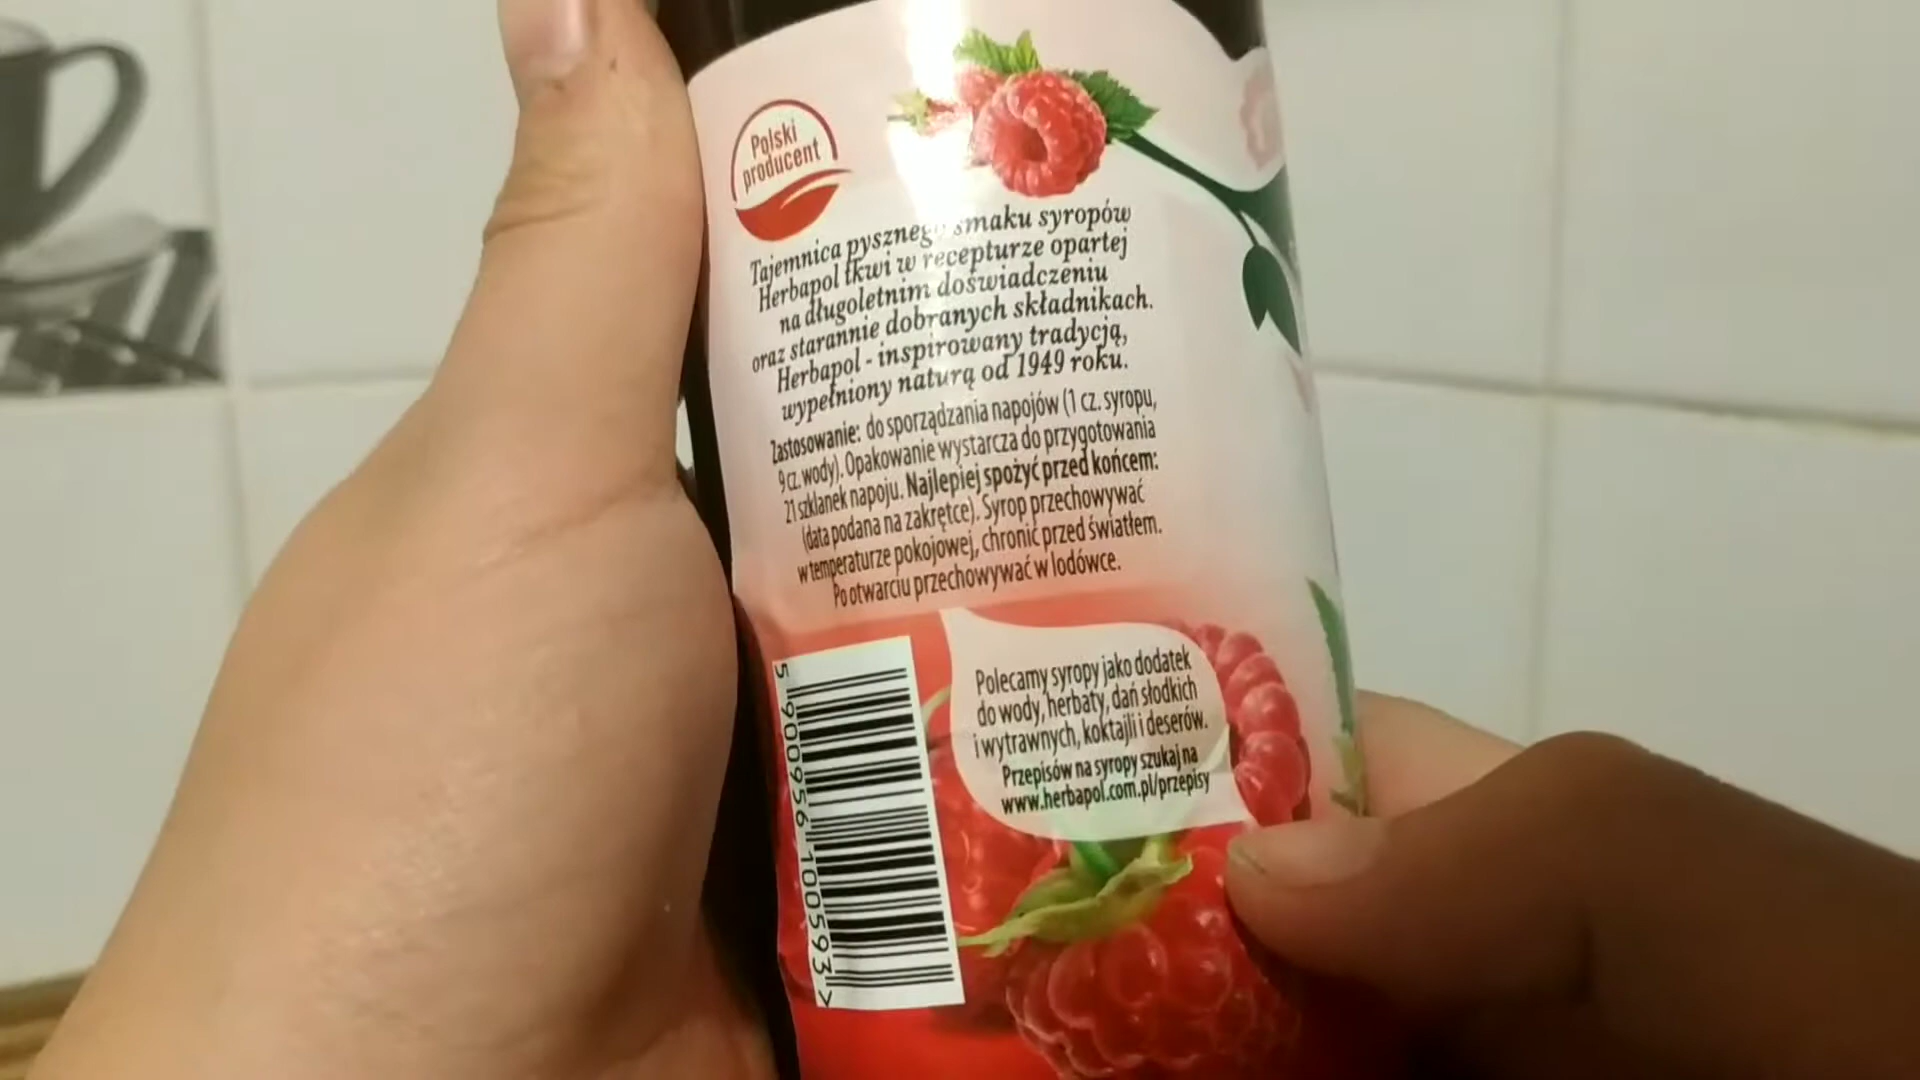 Polski
producent
Tajemnica pysznego smaku syropów
Herbapol tkwi w recepturze opartej
na długoletnim doświadczeniu
oraz starannie dobranych składnikach.
Herbapol - inspirowany tradycją,
wypełniony naturą od 1949 roku.
Zastosowanie: do sporządzania napojów (1 cz. syropu,
9 cz. wody). Opakowanie wystarcza do przygotowania
21 szklanek napoju. Najlepiej spożyć przed końcem:
(data podana na zakrętce). Syrop przechowywać
w temperaturze pokojowej, chronić przed światłem.
Po otwarciu przechowywać w lodówce.
Polecamy syropy jako dodatek
do wody, herbaty, dań słodkich
i wytrawnych, koktajli i deserów.
Przepisów na syropy szukaj na
www.herbapol.com.pl/przepisy
5 900956 100593 >